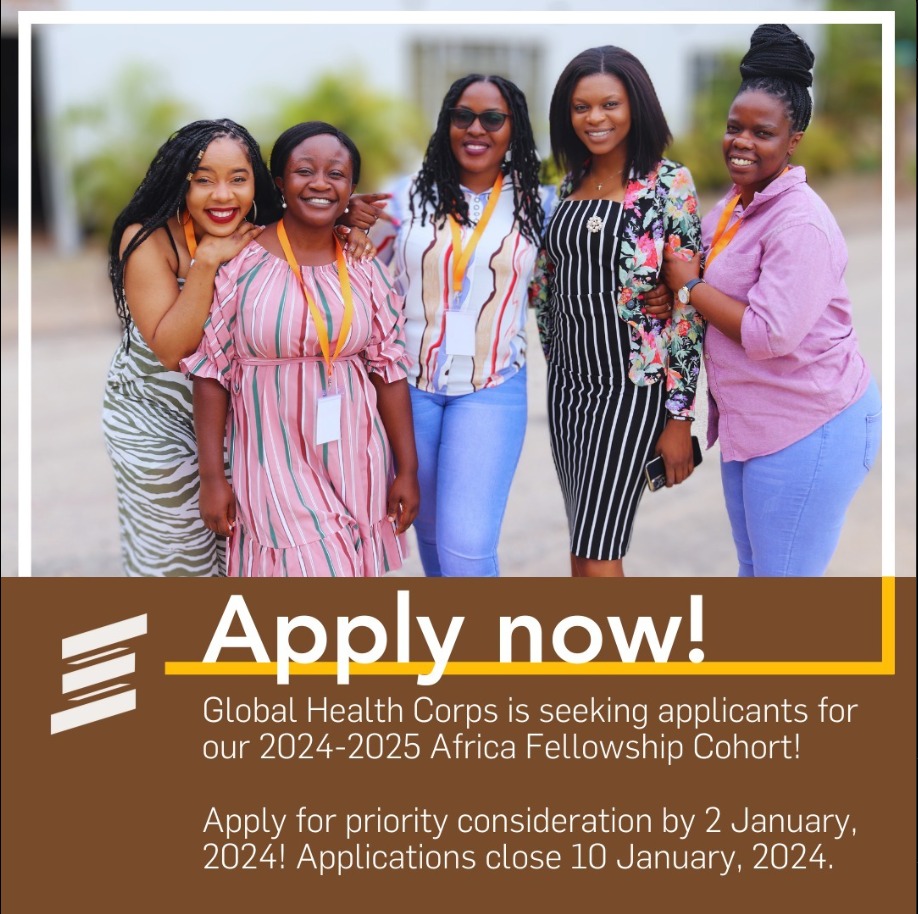 Apply now!
Global Health Corps is seeking applicants for
our 2024-2025 Africa Fellowship Cohort!
Apply for priority consideration by 2 January,
2024! Applications close 10 January, 2024.